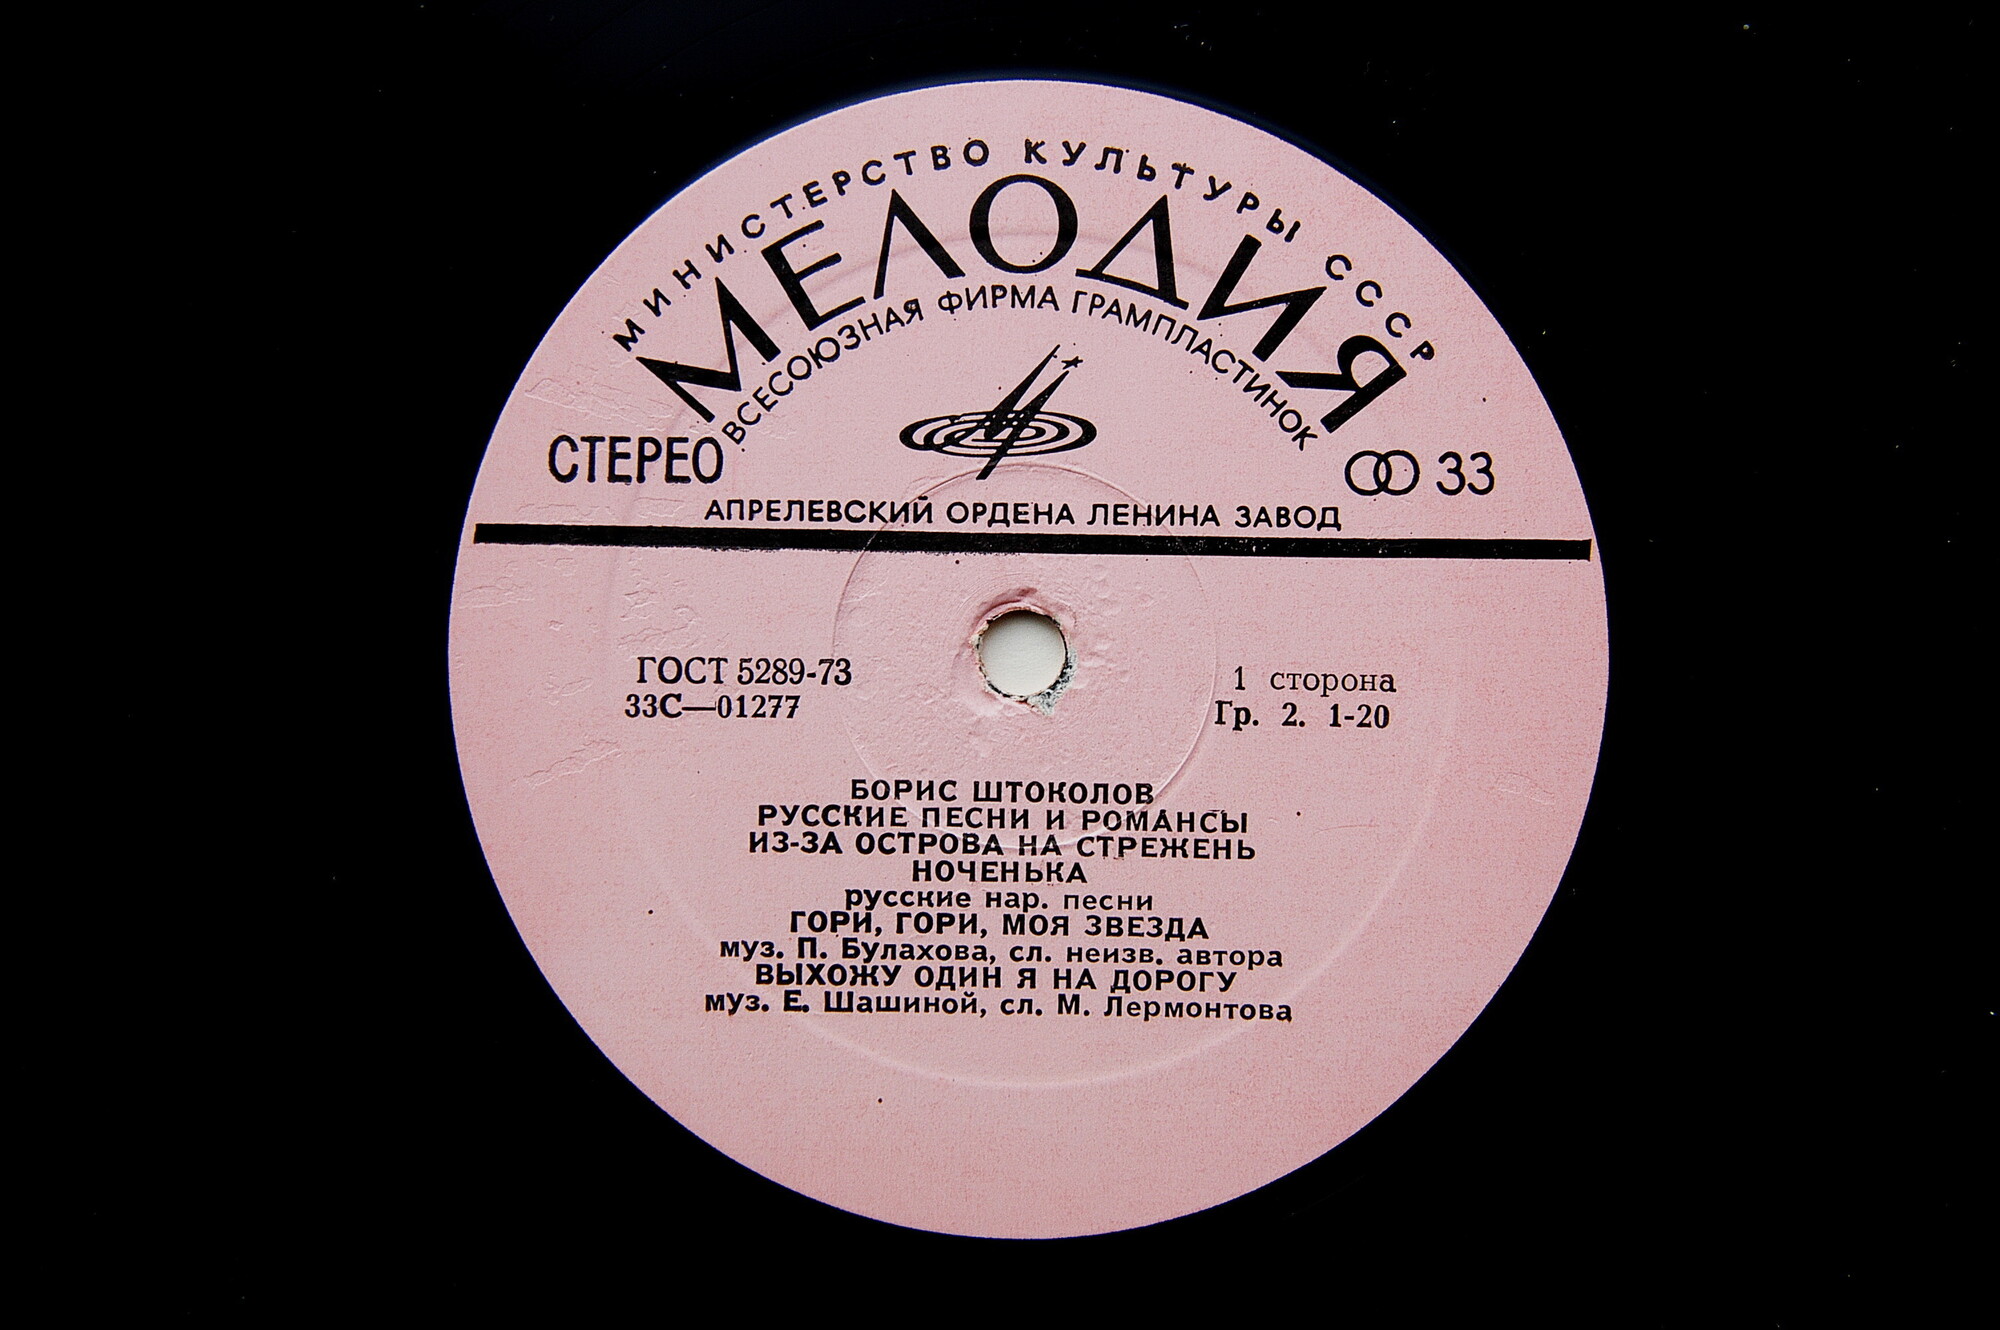 МИНИСТЕРСТВО КУЛЬТУРЫ СССР
МЕЛОДИЯ
ВСЕСОЮЗНАЯ ФИРМА ГРАМПЛАСТИНОК
СТЕРЕО
33
АПРЕЛЕВСКИЙ ОРДЕНА ЛЕНИНА ЗАВОД
ГОСТ 5289-73
33С—01277
1 сторона
Гр. 2. 1-20
БОРИС ШТОКОЛОВ
РУССКИЕ ПЕСНИ И РОМАНСЫ
ИЗ-ЗА ОСТРОВА НА СТРЕЖЕНЬ
НОЧЕНЬКА
русские нар. песни
ГОРИ, ГОРИ, МОЯ ЗВЕЗДА
муз. П. Булахова, сл. неизв. автора
ВЫХОЖУ ОДИН Я НА ДОРОГУ
муз. Е. Шашиной, сл. М. Лермонтова